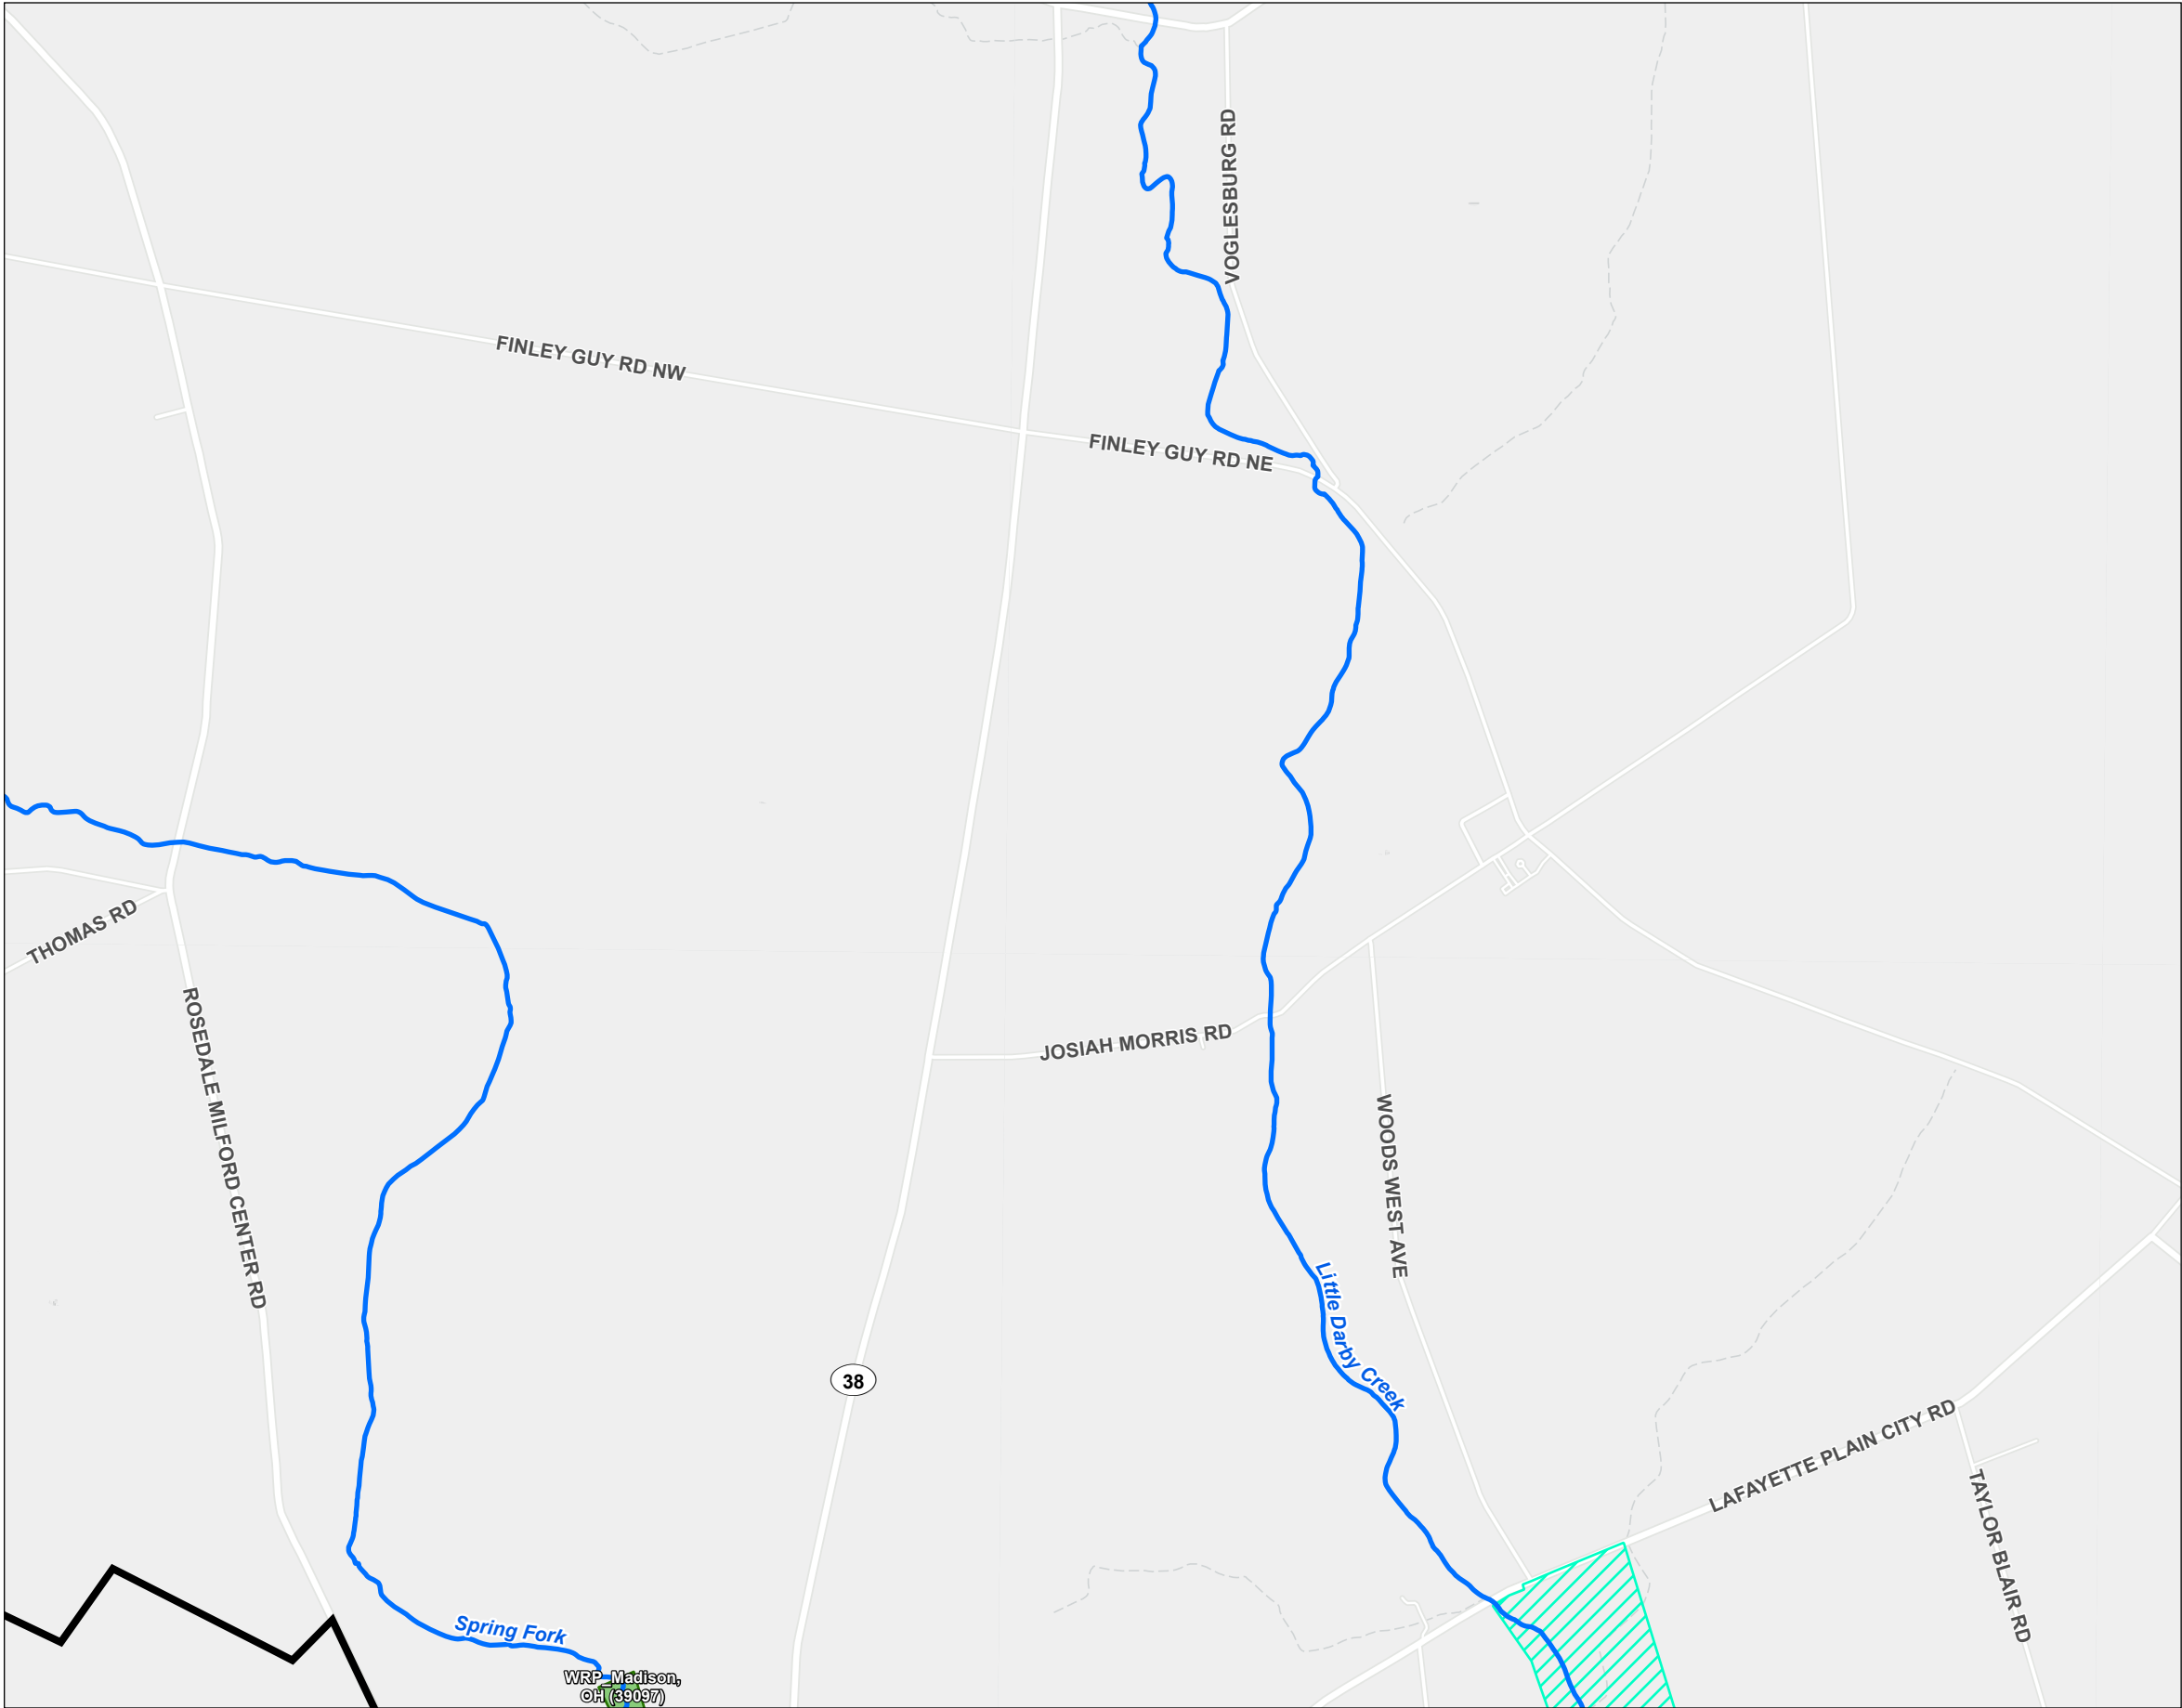 VOGLESBURG RD
FINLEY GUY RD NW
FINLEY GUY RD NE
THOMAS RD
ROSEDALE MILFORD CENTER RD
JOSIAH MORRIS RD
WOODS WEST AVE
Little Darby Creek
38
LAFAYETTE PLAIN CITY RD
TAYLOR BLAIR RD
Spring Fork
WRP_Madison,
OH (39097)